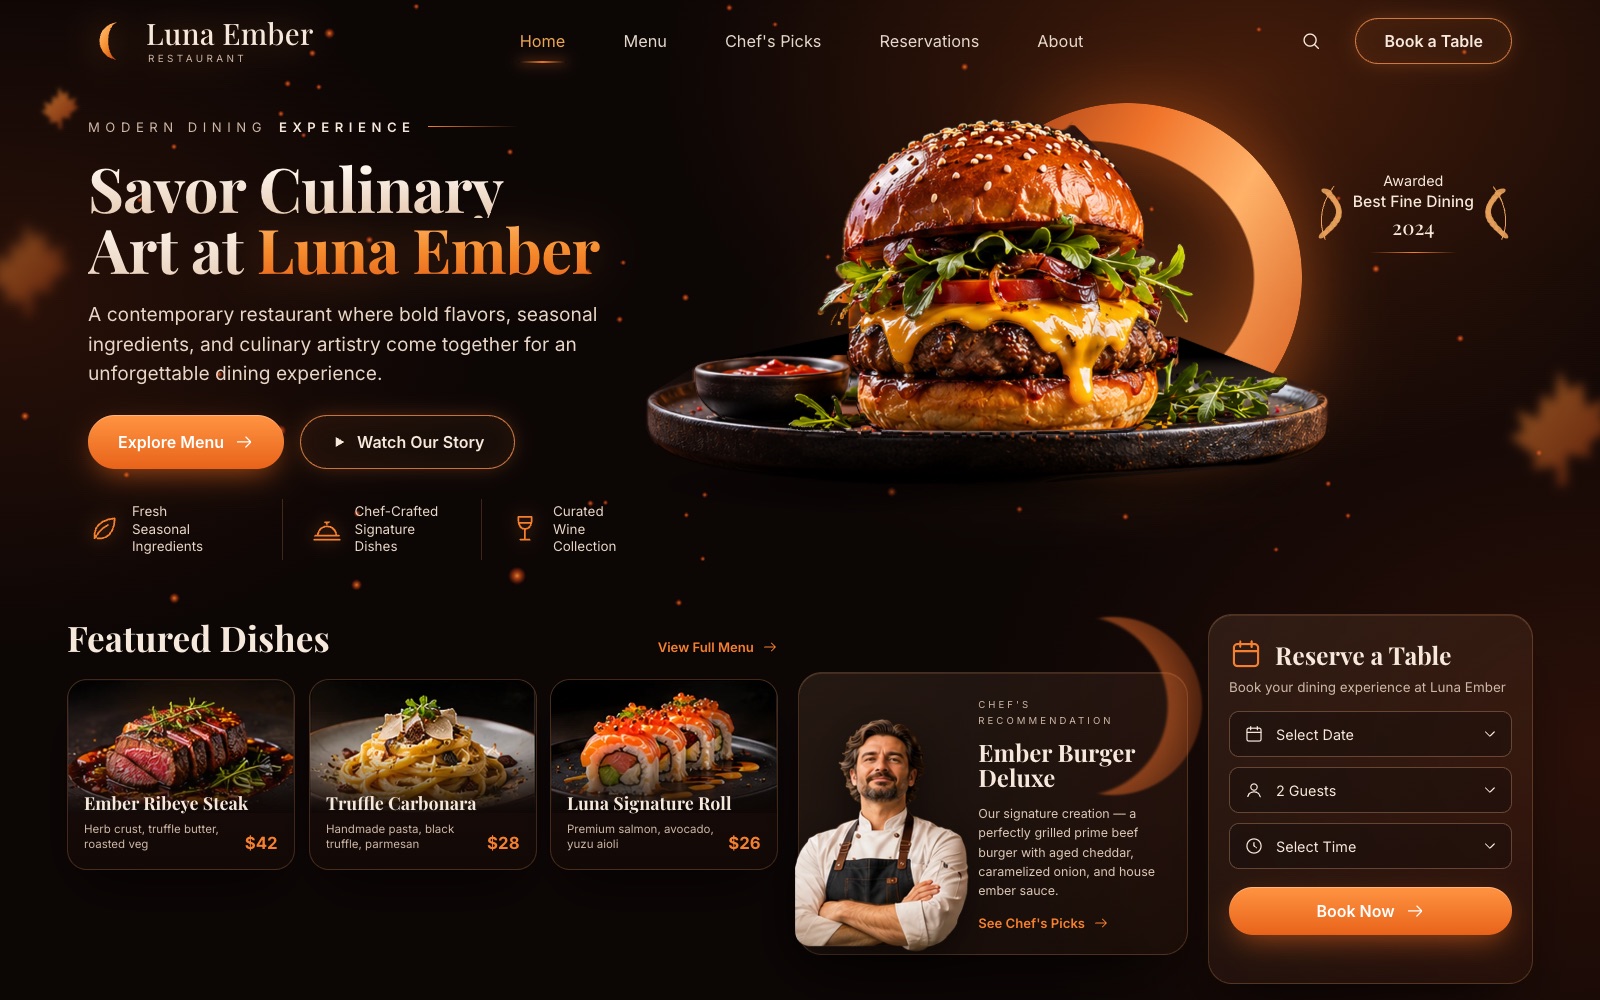 Luna Ember
RESTAURANT
Home
Menu
Chef's Picks
Reservations
About
Book a Table
MODERN DINING EXPERIENCE
Savor Culinary
Art at Luna Ember
A contemporary restaurant where bold flavors, seasonal
ingredients, and culinary artistry come together for an
unforgettable dining experience.
Explore Menu
Watch Our Story
Fresh
Seasonal
Ingredients
Chef-Crafted
Signature
Dishes
Curated
Wine
Collection
Awarded
Best Fine Dining
2024
Featured Dishes
View Full Menu
Ember Ribeye Steak
Herb crust, truffle butter,
roasted veg
$42
Truffle Carbonara
Handmade pasta, black
truffle, parmesan
$28
Luna Signature Roll
Premium salmon, avocado,
yuzu aioli
$26
CHEF'S
RECOMMENDATION
Ember Burger
Deluxe
Our signature creation — a
perfectly grilled prime beef
burger with aged cheddar,
caramelized onion, and house
ember sauce.
See Chef's Picks
Reserve a Table
Book your dining experience at Luna Ember
Select Date
2 Guests
Select Time
Book Now